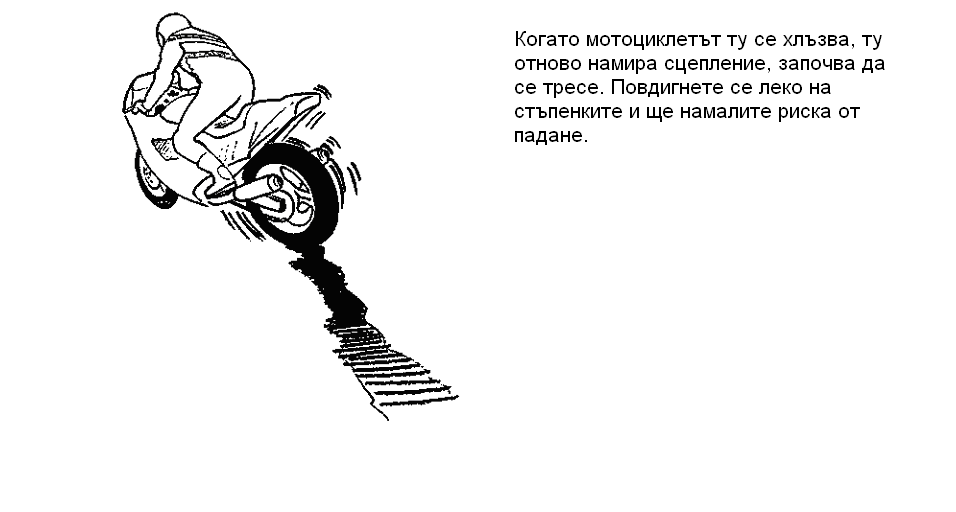 Когато мотоциклетът ту се хлъзва, ту
отново намира сцепление, започва да
се тресе. Повдигнете се леко на
стъпенките и ще намалите риска от
падане.